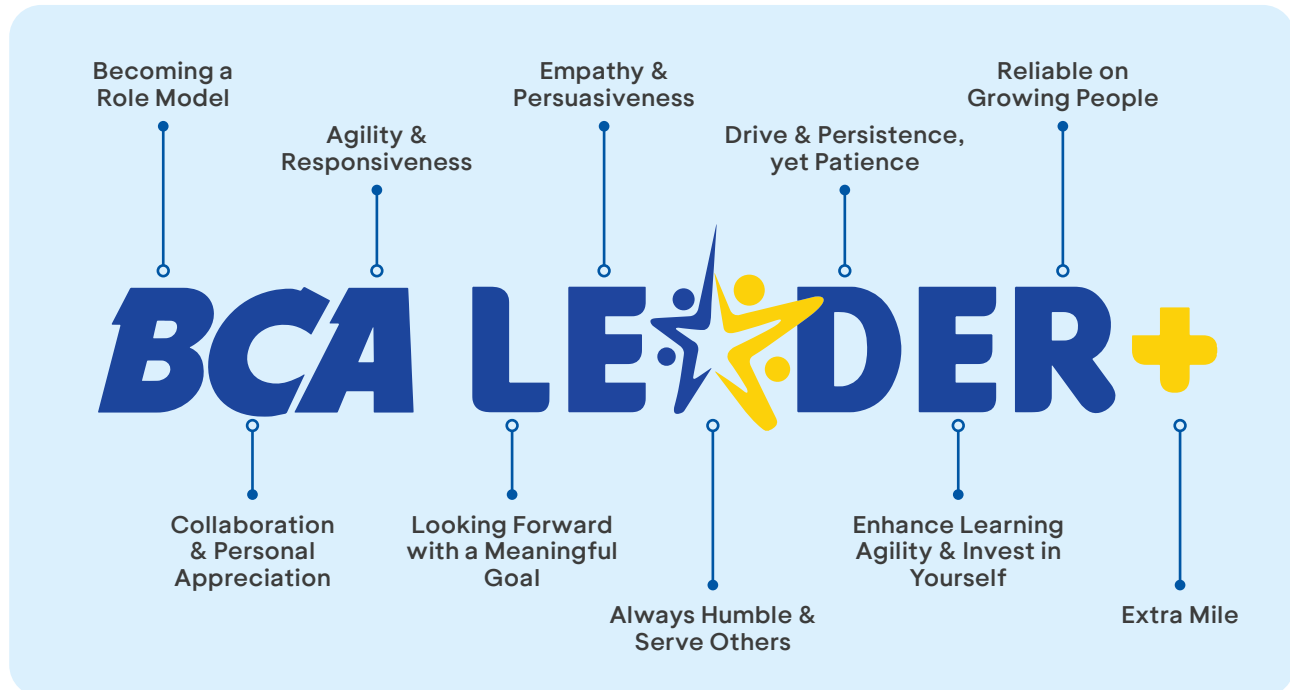 Becoming a
Role Model
Empathy &
Persuasiveness
Reliable on
Growing People
Agility &
Responsiveness
Drive & Persistence,
yet Patience
BCA LEADER+
Collaboration
& Personal
Appreciation
Looking Forward
with a Meaningful
Goal
Enhance Learning
Agility & Invest in
Yourself
Always Humble &
Serve Others
Extra Mile